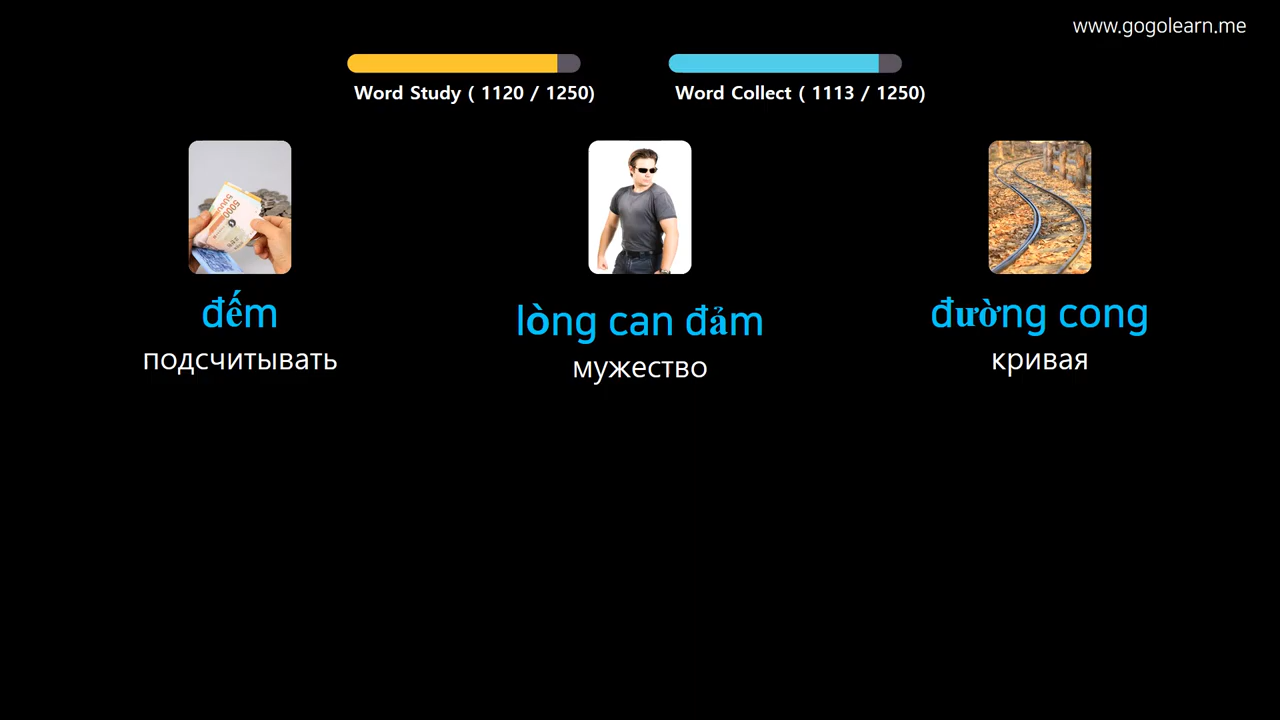 www.gogolearn.me
Word Study ( 1120 / 1250)
Word Collect ( 1113 / 1250)
đếm
подсчитывать
lòng can đảm
мужество
đường cong
кривая